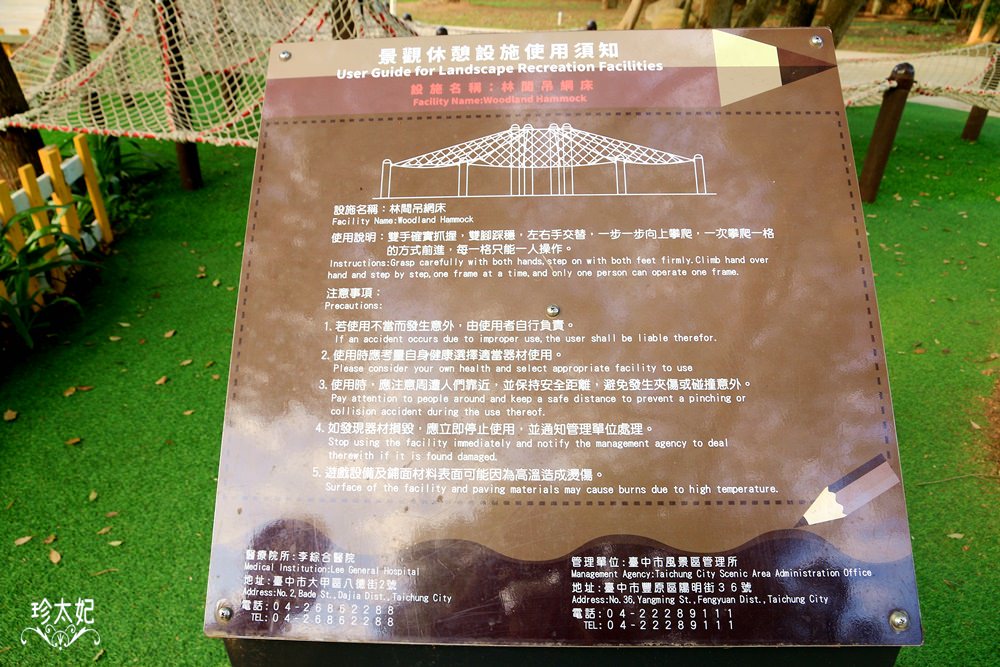 景觀休憩設施使用須知
User Guide for Landscape Recreation Facilities
設施名稱：林間吊網床
Facility Name:Woodland Hammock
設施名稱：林間吊網床
Facility Name:Woodland Hammock
使用說明：雙手確實抓握，雙腳踩穩，左右手交替，一步一步向上攀爬，一次攀爬一格
的方式前進，每一格只能一人操作。
Instructions:Grasp carefully with both hands,step on with both feet firmly.Climb hand over
hand and step by step,one frame at a time,and only one person can operate one frame.
注意事項：
Precautions:
1. 若使用不當而發生意外，由使用者自行負責。
If an accident occurs due to improper use,the user shall be liable therefor.
2. 使用時應考量自身健康選擇適當器材使用。
Please consider your own health and select appropriate facility to use
3. 使用時，應注意周遭人們靠近，並保持安全距離，避免發生夾傷或碰撞意外。
Pay attention to people around and keep a safe distance to prevent a pinching or
collision accident during the use thereof.
4. 如發現器材損毀，應立即停止使用，並通知管理單位處理。
Stop using the facility immediately and notify the management agency to deal
therewith if it is found damaged.
5. 遊戲設備及鋪面材料表面可能因為高溫造成燙傷。
Surface of the facility and paving materials may cause burns due to high temperature.
醫療院所:李綜合醫院
Medical Institution:Lee General Hospital
地址:臺中市大甲區八德街2號
Address:No.2,Bade St.,Dajia Dist.,Taichung City
電話:04-26862288
TEL:04-26862288
管理單位:臺中市風景區管理所
Management Agency:Taichung City Scenic Area Administration Office
地址:臺中市豐原區陽明街36號
Address:No.36,Yangming St.,Fengyuan Dist.,Taichung City
電話:04-22289111
TEL:04-22289111
珍太妃